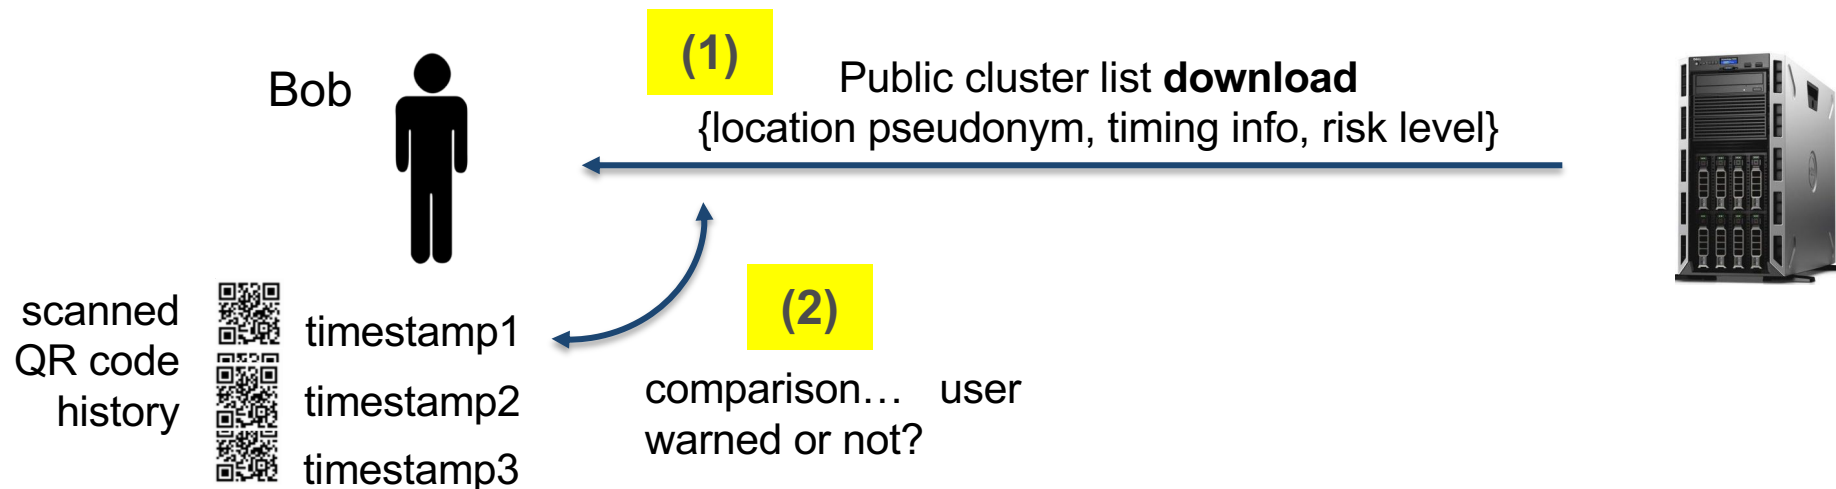 Bob
(1)
Public cluster list download
{location pseudonym, timing info, risk level}
scanned
QR code
history
timestamp1
timestamp2
timestamp3
(2)
comparison… user
warned or not?